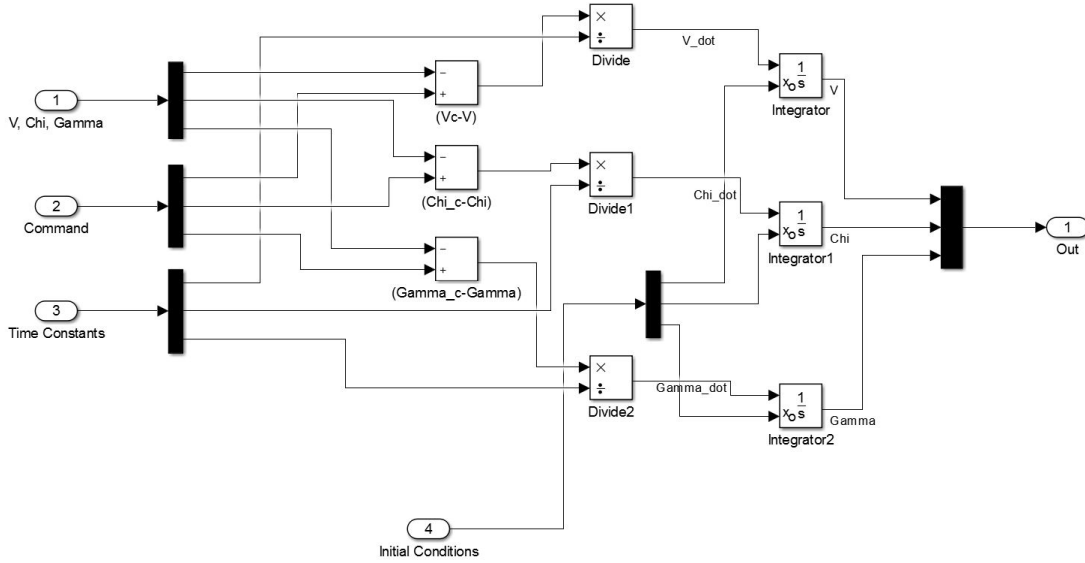 ×
÷
Divide
V_dot
1
s
xo
Integrator
V
−
+
(Vc-V)
1
V, Chi, Gamma
−
+
(Chi_c-Chi)
×
÷
Divide1
Chi_dot
1
s
xo
Integrator1
Chi
1
Out
2
Command
−
+
(Gamma_c-Gamma)
3
Time Constants
×
÷
Divide2
Gamma_dot
1
s
xo
Integrator2
Gamma
4
Initial Conditions